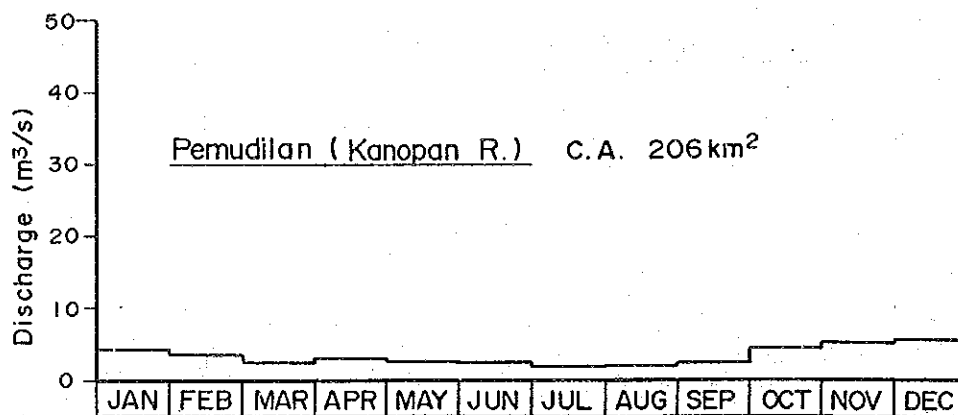 50
40
30
20
10
0
Discharge (m³/s)
Pemudilan (Kanopan R.) C.A. 206 km²
JAN FEB MAR APR MAY JUN JUL AUG SEP OCT NOV DEC